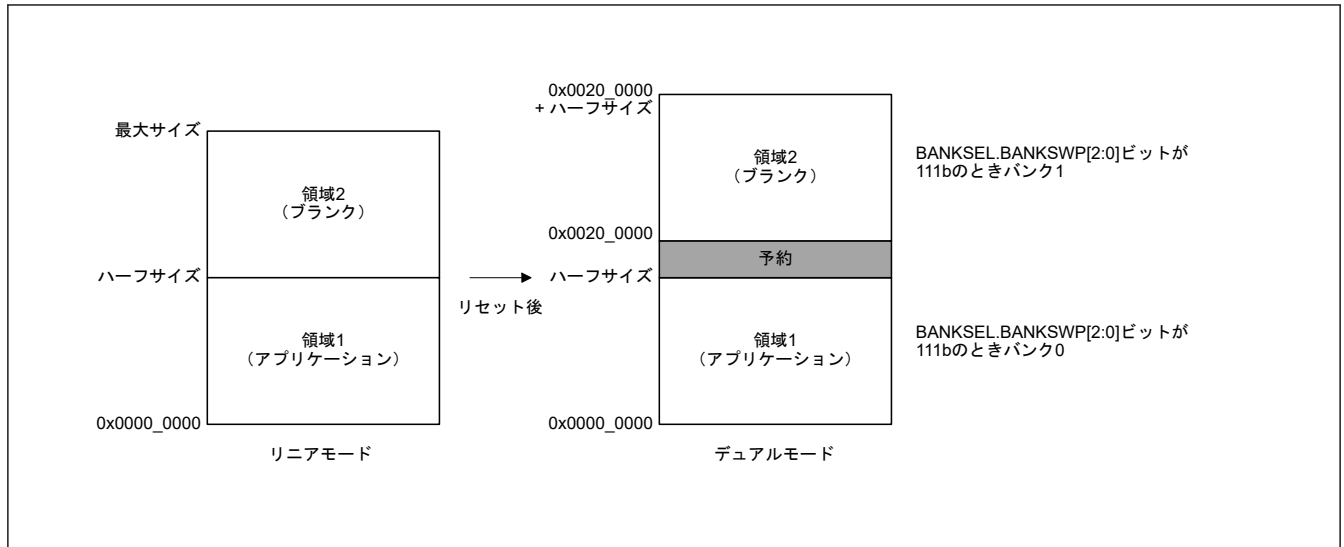 最大サイズ
領域2
（ブランク）
ハーフサイズ
領域1
（アプリケーション）
0x0000_0000
リニアモード
リセット後
0x0020_0000
+ ハーフサイズ
領域2
（ブランク）
0x0020_0000
予約
ハーフサイズ
領域1
（アプリケーション）
0x0000_0000
デュアルモード
BANKSEL.BANKSWP[2:0]ビットが
111bのときバンク1
BANKSEL.BANKSWP[2:0]ビットが
111bのときバンク0